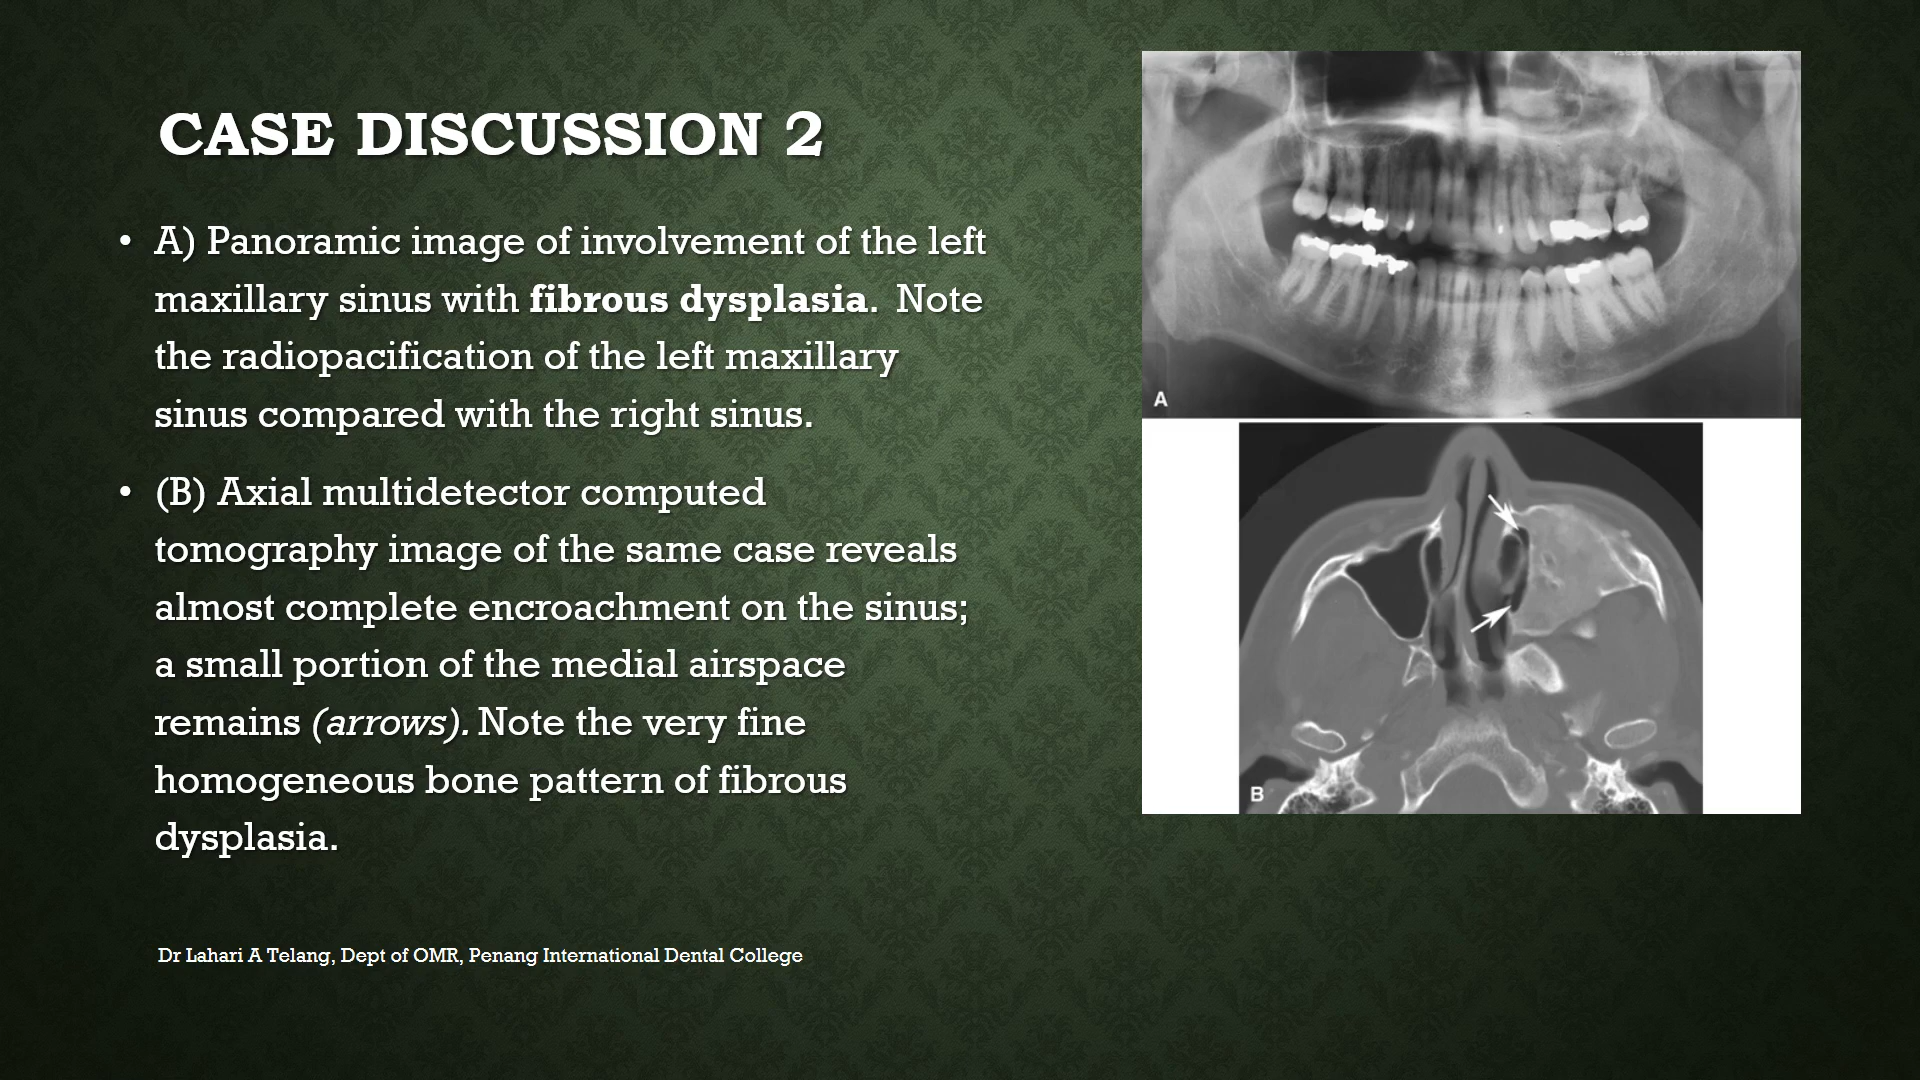 CASE DISCUSSION 2
• A) Panoramic image of involvement of the left
maxillary sinus with fibrous dysplasia. Note
the radiopacification of the left maxillary
sinus compared with the right sinus.
• (B) Axial multidetector computed
tomography image of the same case reveals
almost complete encroachment on the sinus;
a small portion of the medial airspace
remains (arrows). Note the very fine
homogeneous bone pattern of fibrous
dysplasia.
Dr Lahari A Telang, Dept of OMR, Penang International Dental College
A
B